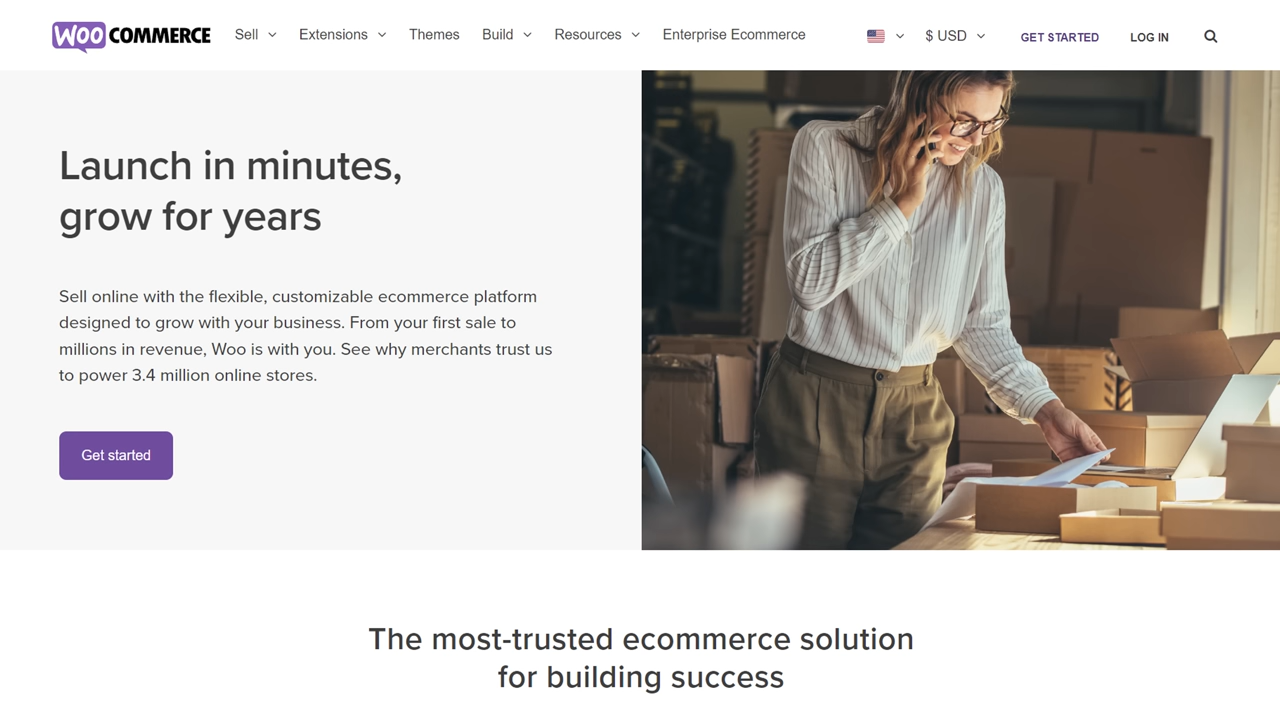 WOO COMMERCE Sell Extensions Themes Build Resources Enterprise Ecommerce $ USD GET STARTED LOG IN
Launch in minutes,
grow for years
Sell online with the flexible, customizable ecommerce platform
designed to grow with your business. From your first sale to
millions in revenue, Woo is with you. See why merchants trust us
to power 3.4 million online stores.
Get started
The most-trusted ecommerce solution
for building success